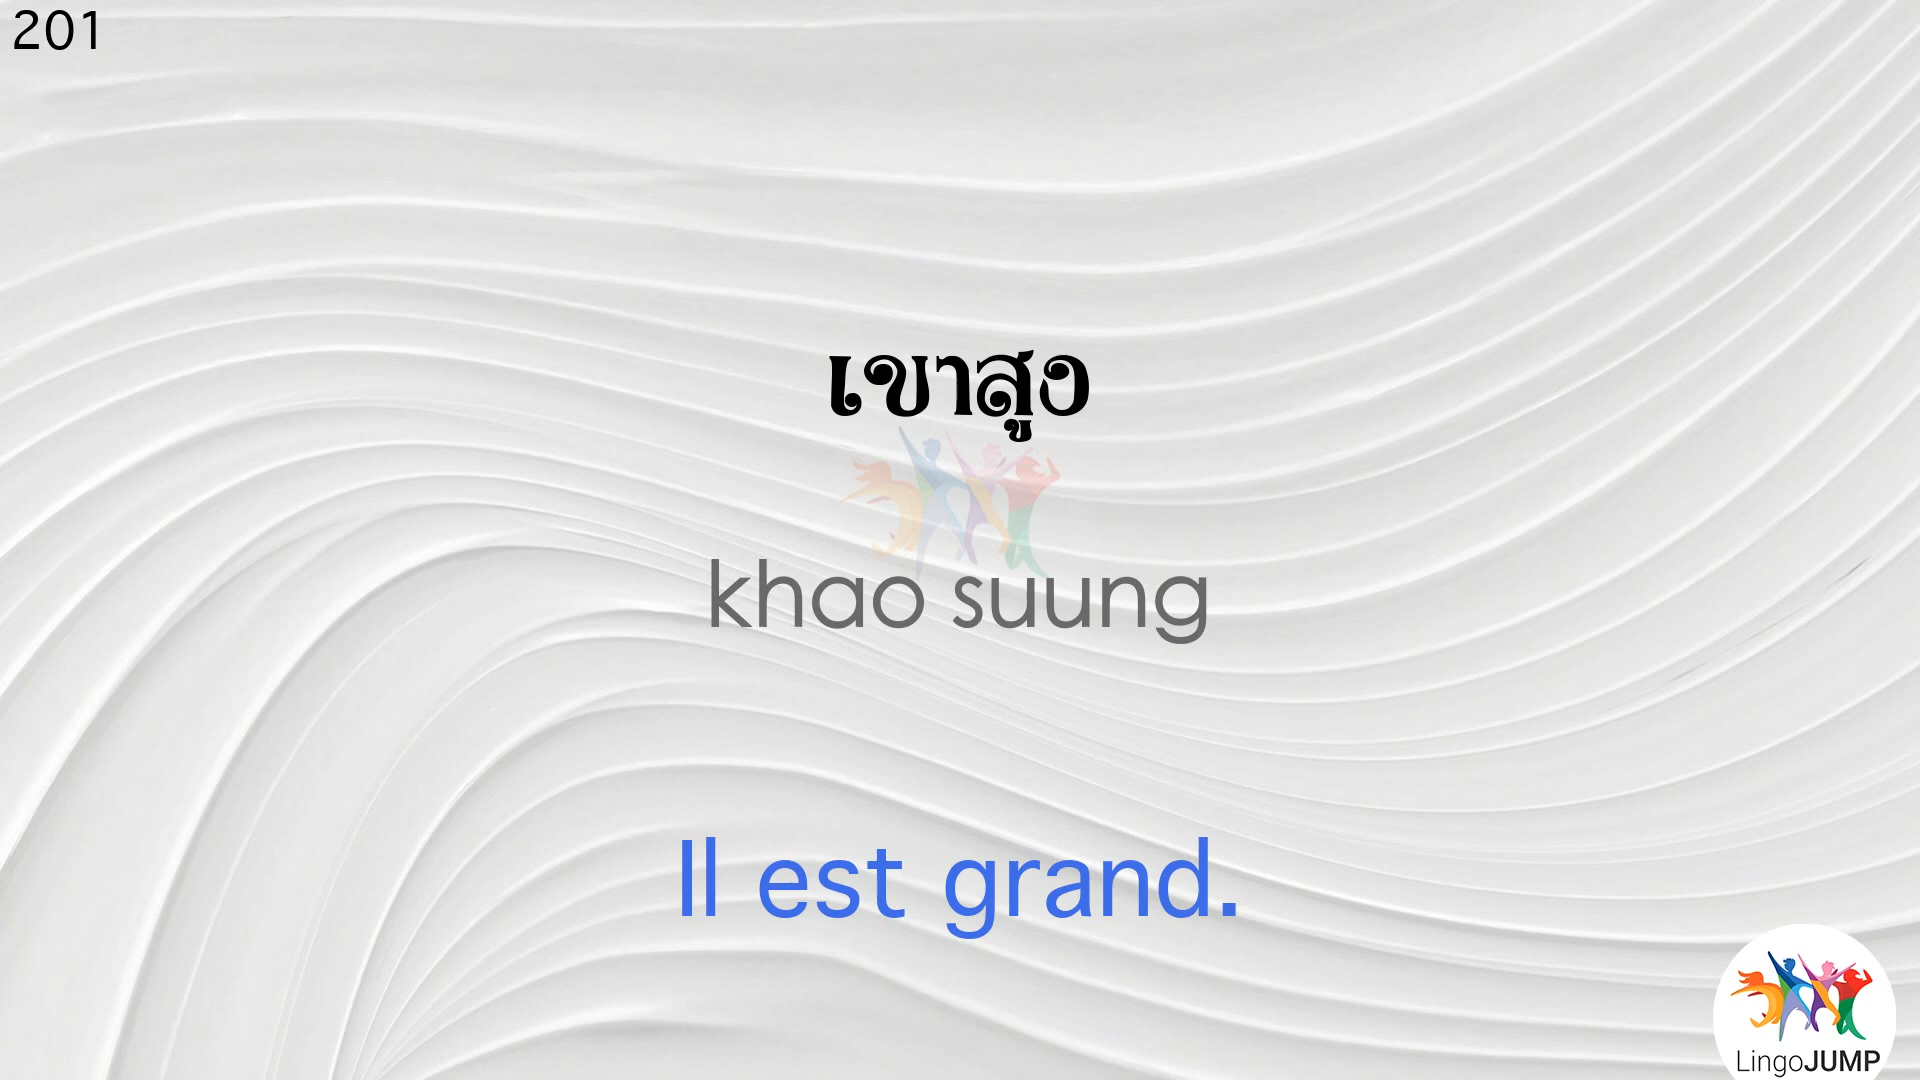 201
เขาสูง
khao suung
Il est grand.
LingoJUMP